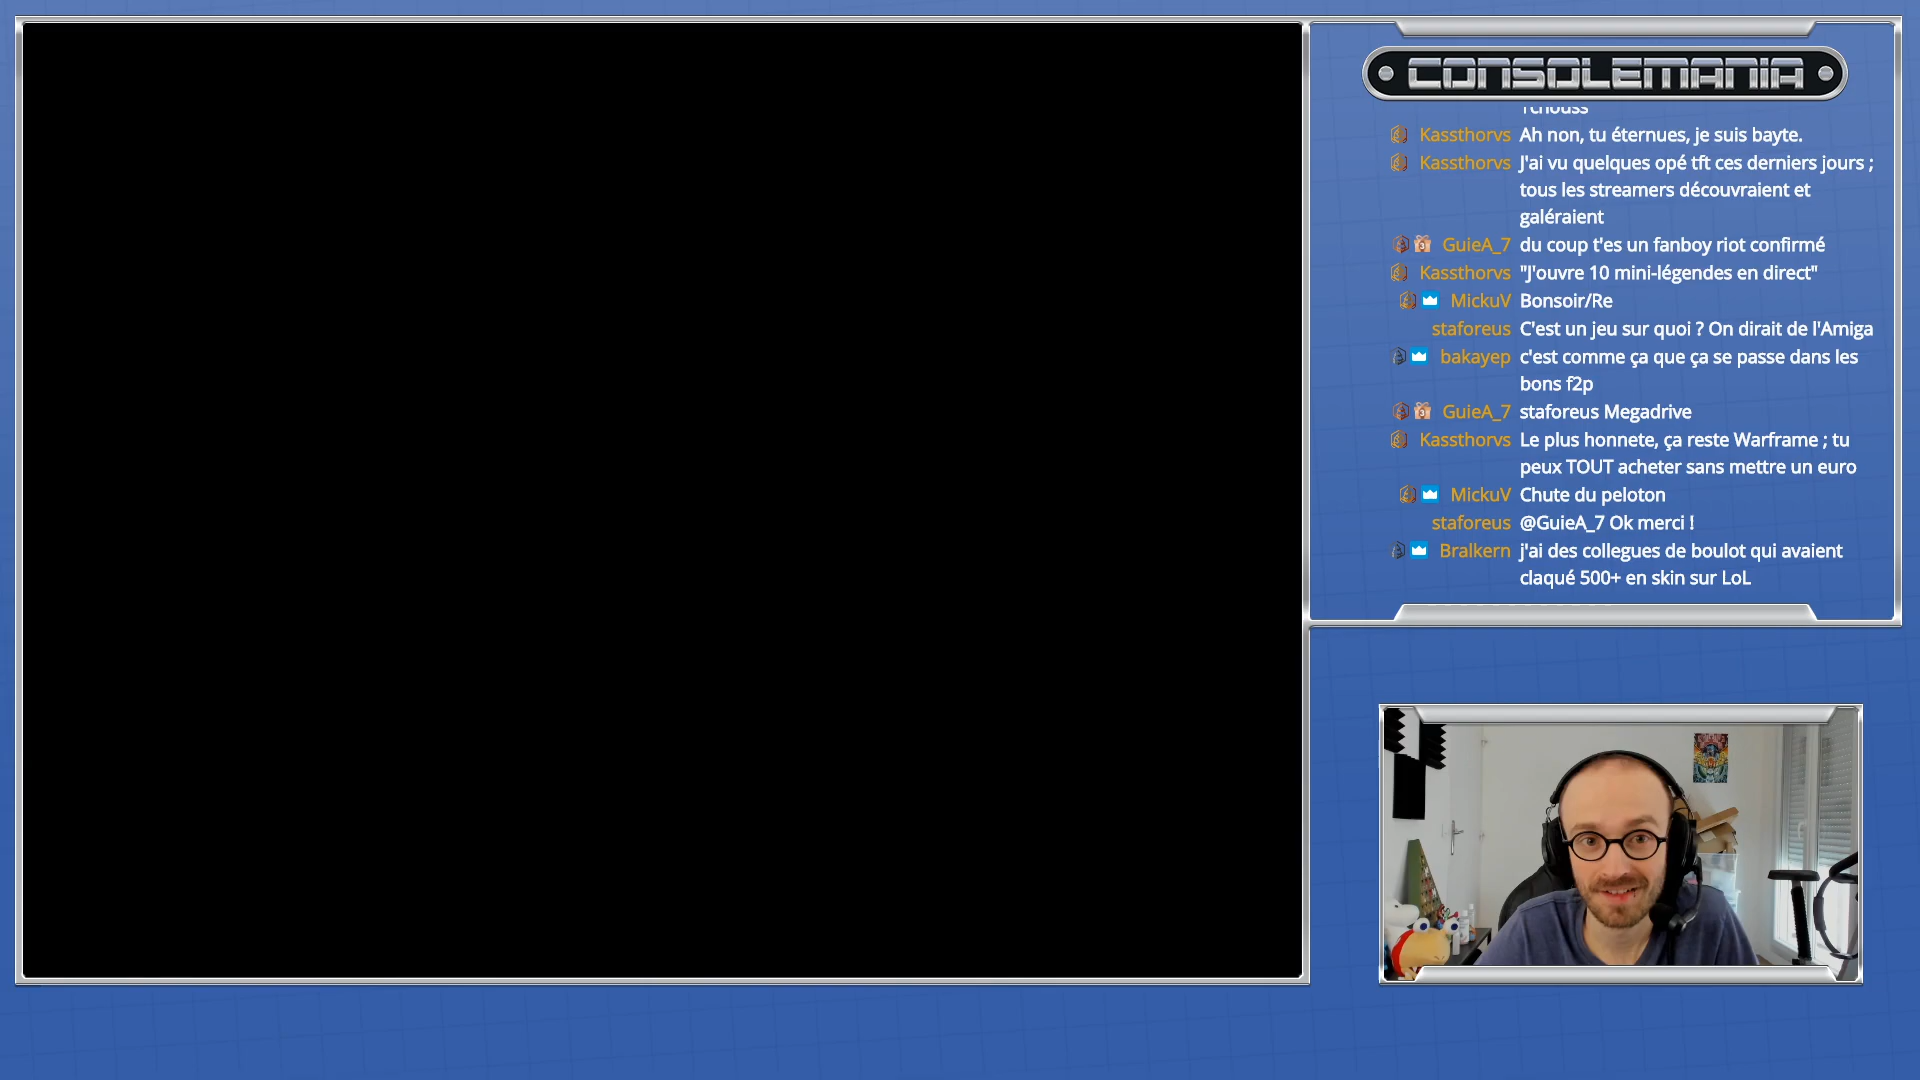 CONSOLEMANIA
Tchouss
Kassthorvs Ah non, tu éternues, je suis bayte.
Kassthorvs J'ai vu quelques opé tft ces derniers jours ;
tous les streamers découvraient et
galéraient
GuieA_7 du coup t'es un fanboy riot confirmé
Kassthorvs "J'ouvre 10 mini-légendes en direct"
MickuV Bonsoir/Re
staforeus C'est un jeu sur quoi ? On dirait de l'Amiga
bakayep c'est comme ça que ça se passe dans les
bons f2p
GuieA_7 staforeus Megadrive
Kassthorvs Le plus honnete, ça reste Warframe ; tu
peux TOUT acheter sans mettre un euro
MickuV Chute du peloton
staforeus @GuieA_7 Ok merci !
Bralkern j'ai des collegues de boulot qui avaient
claqué 500+ en skin sur LoL